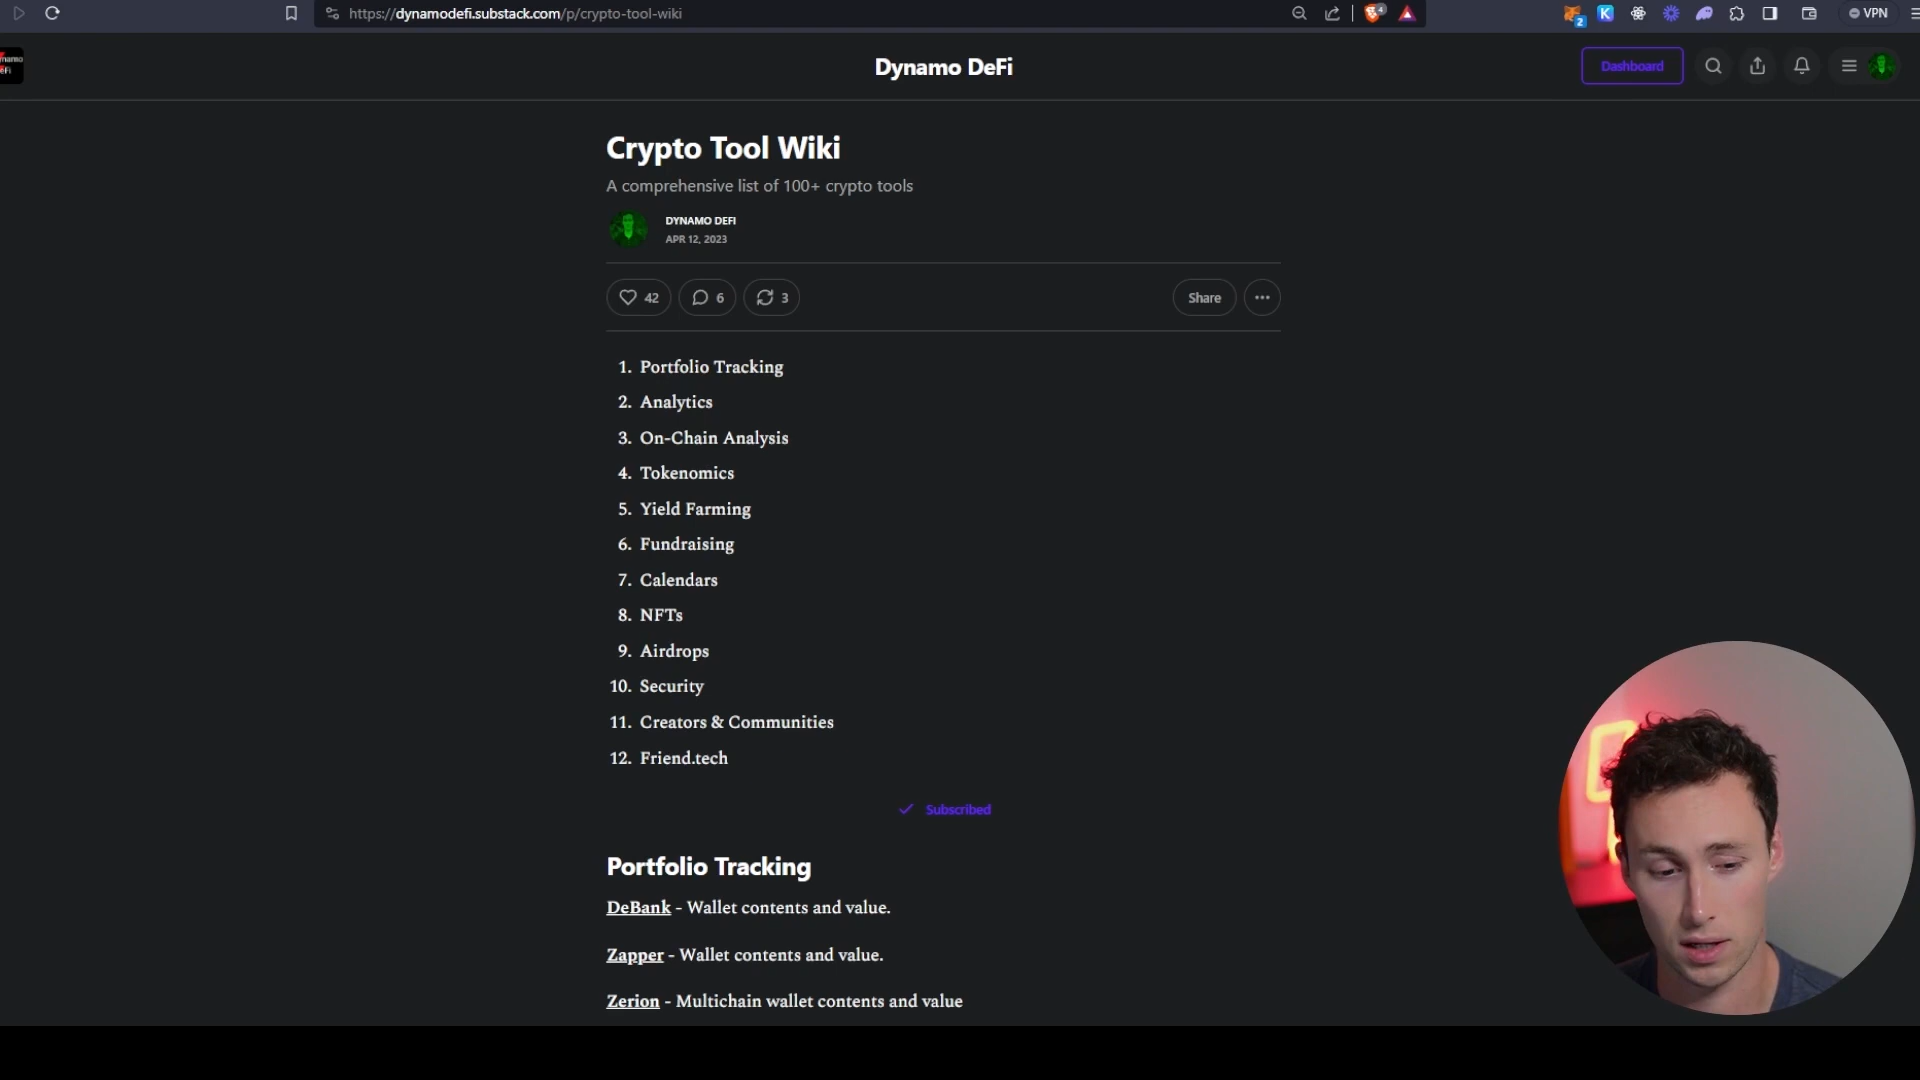 https://dynamodefi.substack.com/p/crypto-tool-wiki
4
2
K
VPN
Dynamo DeFi
Dashboard
Crypto Tool Wiki
A comprehensive list of 100+ crypto tools
DYNAMO DEFI
APR 12, 2023
42
6
3
Share
1. Portfolio Tracking
2. Analytics
3. On-Chain Analysis
4. Tokenomics
5. Yield Farming
6. Fundraising
7. Calendars
8. NFTs
9. Airdrops
10. Security
11. Creators & Communities
12. Friend.tech
Subscribed
Portfolio Tracking
DeBank - Wallet contents and value.
Zapper - Wallet contents and value.
Zerion - Multichain wallet contents and value